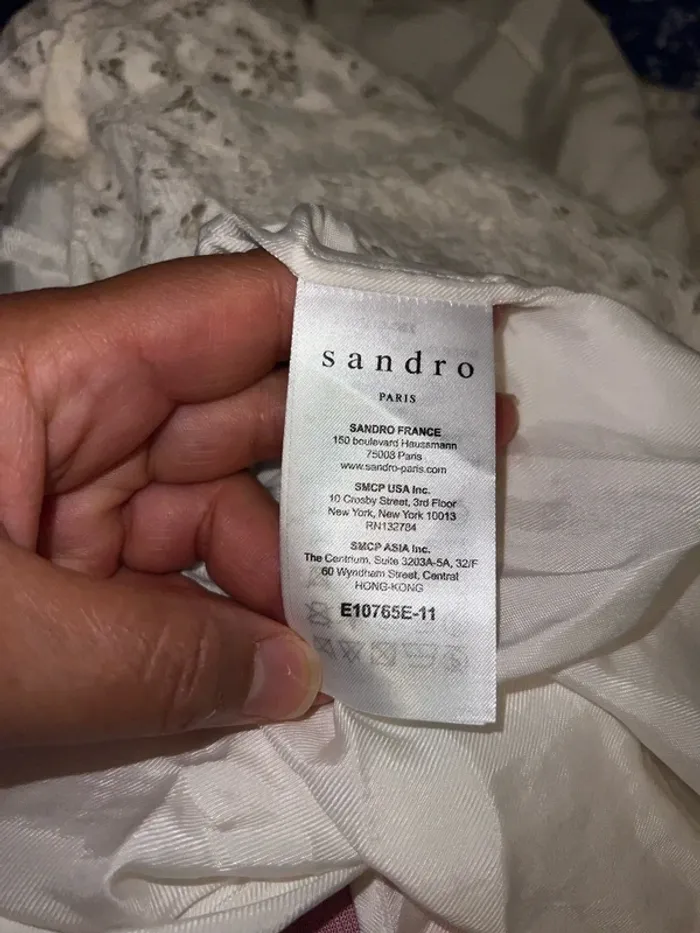 sandro
PARIS
SANDRO FRANCE
150 boulevard Haussmann
75008 Paris
www.sandro-paris.com
SMCP USA Inc.
10 Crosby Street, 3rd Floor
New York, New York 10013
RN132784
SMCP ASIA Inc.
The Centrium, Suite 3203A-5A, 32/F
60 Wyndham Street, Central
HONG-KONG
E10765E-11